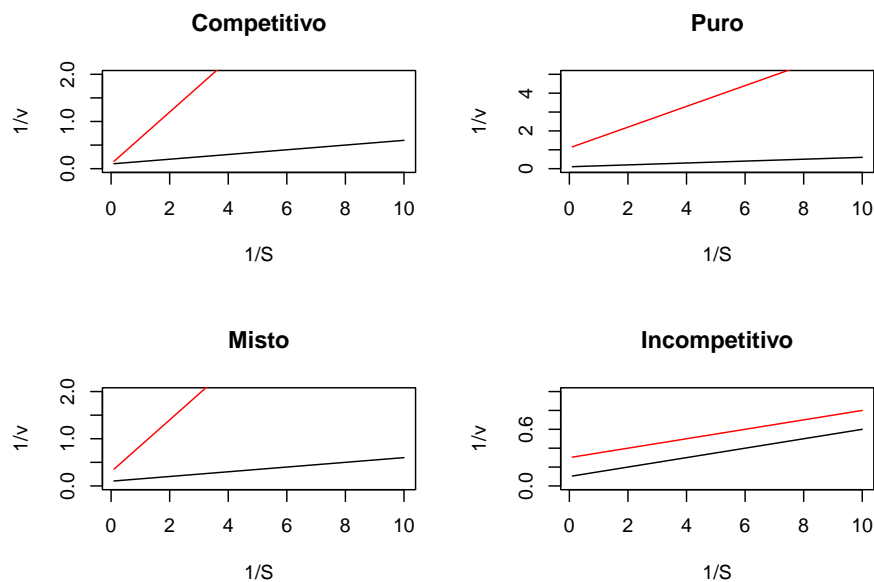 Competitivo
1/v
0.0 1.0 2.0
0 2 4 6 8 10
1/S
Puro
1/v
0 2 4
0 2 4 6 8 10
1/S
Misto
1/v
0.0 1.0 2.0
0 2 4 6 8 10
1/S
Incompetitivo
1/v
0.0 0.6
0 2 4 6 8 10
1/S